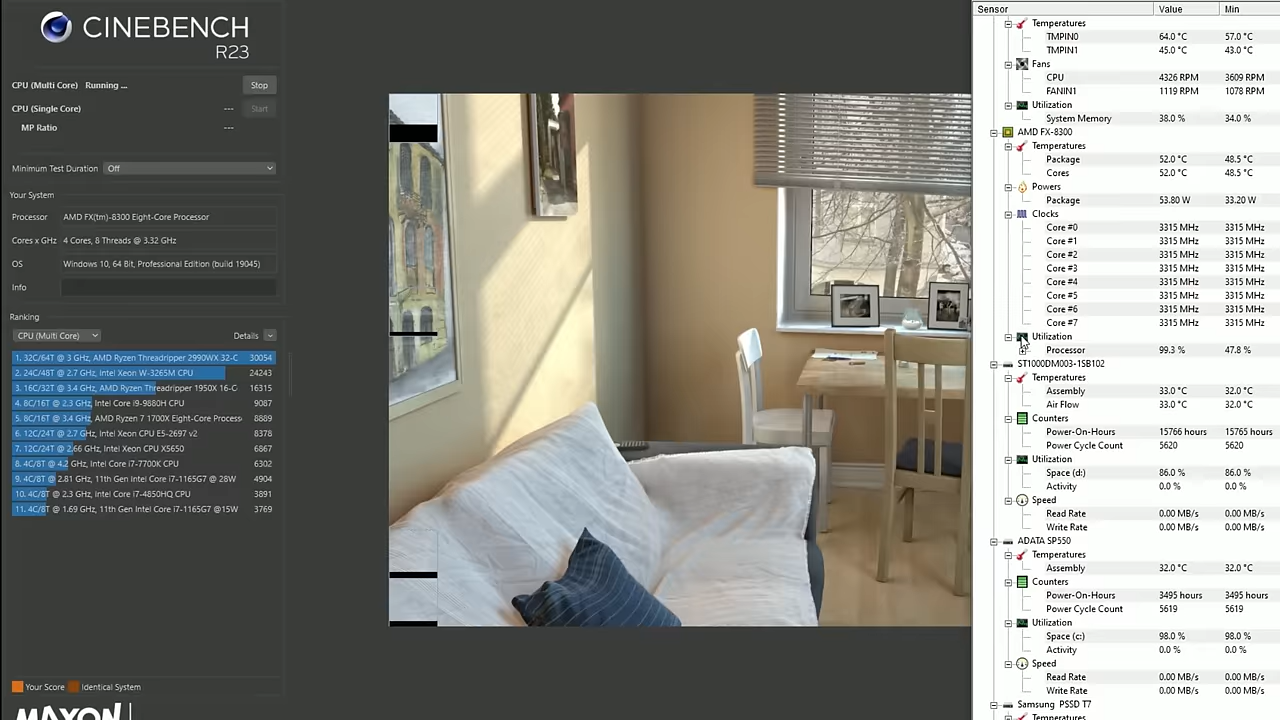 CINEBENCH
R23
CPU (Multi Core) Running ... Stop
CPU (Single Core) --- Start
MP Ratio ---
Minimum Test Duration Off
Your System
Processor AMD FX(tm)-8300 Eight-Core Processor
Cores x GHz 4 Cores, 8 Threads @ 3.32 GHz
OS Windows 10, 64 Bit, Professional Edition (build 19045)
Info
Ranking
CPU (Multi Core) Details
1. 32C/64T @ 3 GHz, AMD Ryzen Threadripper 2990WX 32-C 30054
2. 24C/48T @ 2.7 GHz, Intel Xeon W-3265M CPU 24243
3. 16C/32T @ 3.4 GHz, AMD Ryzen Threadripper 1950X 16-C 16315
4. 8C/16T @ 2.3 GHz, Intel Core i9-9880H CPU 9087
5. 8C/16T @ 3.4 GHz, AMD Ryzen 7 1700X Eight-Core Process 8889
6. 12C/24T @ 2.7 GHz, Intel Xeon CPU E5-2697 v2 8378
7. 12C/24T @ 2.66 GHz, Intel Xeon CPU X5650 6867
8. 4C/8T @ 4.2 GHz, Intel Core i7-7700K CPU 6302
9. 4C/8T @ 2.81 GHz, 11th Gen Intel Core i7-1165G7 @ 28W 4904
10. 4C/8T @ 2.3 GHz, Intel Core i7-4850HQ CPU 3891
11. 4C/8T @ 1.69 GHz, 11th Gen Intel Core i7-1165G7 @15W 3769
Your Score Identical System
MAXON
Sensor Value Min
Temperatures
TMPIN0 64.0 °C 57.0 °C
TMPIN1 45.0 °C 43.0 °C
Fans
CPU 4326 RPM 3609 RPM
FANIN1 1119 RPM 1078 RPM
Utilization
System Memory 38.0 % 34.0 %
AMD FX-8300
Temperatures
Package 52.0 °C 48.5 °C
Cores 52.0 °C 48.5 °C
Powers
Package 53.80 W 33.20 W
Clocks
Core #0 3315 MHz 3315 MHz
Core #1 3315 MHz 3315 MHz
Core #2 3315 MHz 3315 MHz
Core #3 3315 MHz 3315 MHz
Core #4 3315 MHz 3315 MHz
Core #5 3315 MHz 3315 MHz
Core #6 3315 MHz 3315 MHz
Core #7 3315 MHz 3315 MHz
Utilization
Processor 99.3 % 47.8 %
ST1000DM003-1SB102
Temperatures
Assembly 33.0 °C 32.0 °C
Air Flow 33.0 °C 32.0 °C
Counters
Power-On-Hours 15766 hours 15765 hours
Power Cycle Count 5620 5620
Utilization
Space (d:) 86.0 % 86.0 %
Activity 0.0 % 0.0 %
Speed
Read Rate 0.00 MB/s 0.00 MB/s
Write Rate 0.00 MB/s 0.00 MB/s
ADATA SP550
Temperatures
Assembly 32.0 °C 32.0 °C
Counters
Power-On-Hours 3495 hours 3495 hours
Power Cycle Count 5619 5619
Utilization
Space (c:) 98.0 % 98.0 %
Activity 0.0 % 0.0 %
Speed
Read Rate 0.00 MB/s 0.00 MB/s
Write Rate 0.00 MB/s 0.00 MB/s
Samsung PSSD T7
Temperatures